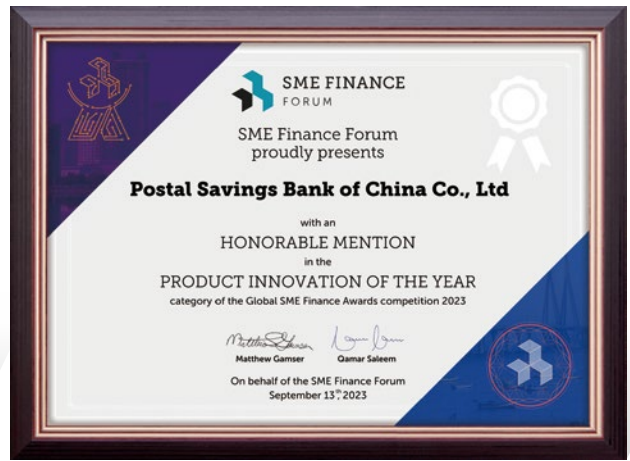 SME FINANCE
FORUM
SME Finance Forum
proudly presents
Postal Savings Bank of China Co., Ltd
with an
HONORABLE MENTION
in the
PRODUCT INNOVATION OF THE YEAR
category of the Global SME Finance Awards competition 2023
Matthew Gamser Qamar Saleem
On behalf of the SME Finance Forum
September 13th, 2023